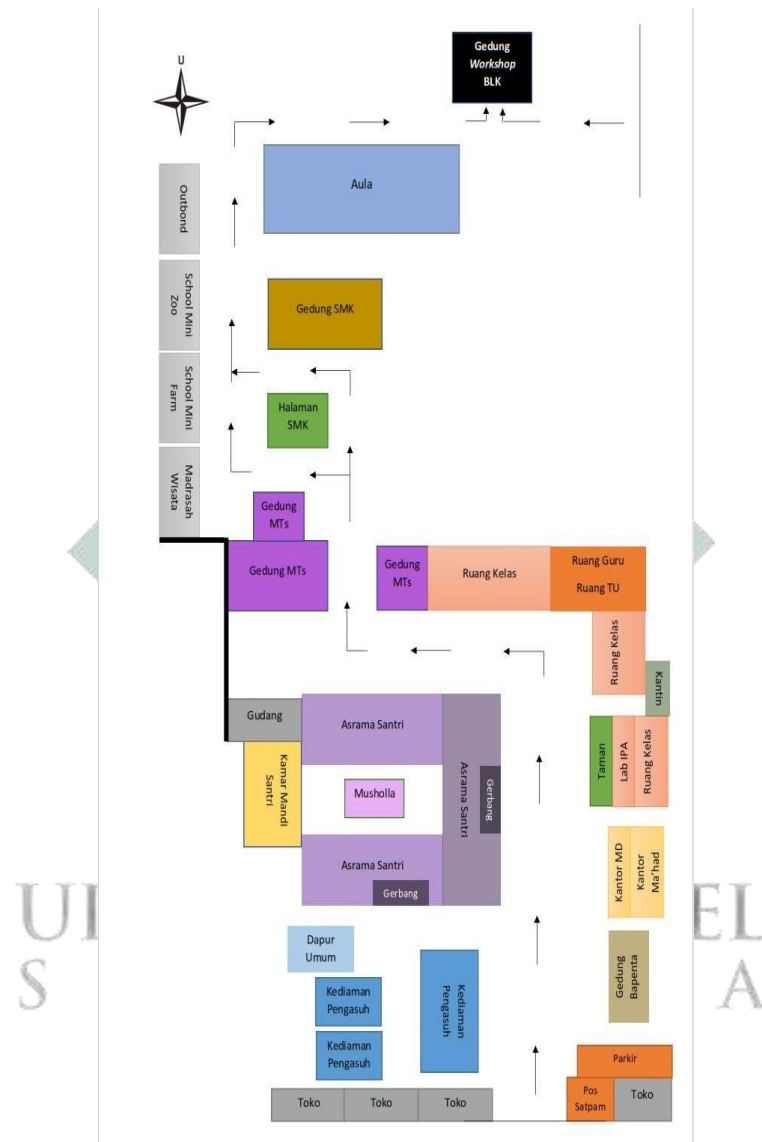 U
Gedung
Workshop
BLK
Aula
Outbond
School Mini
Zoo
Gedung SMK
School Mini
Farm
Halaman
SMK
Madrasah
Wisata
Gedung
MTs
Gedung MTs
Gedung
MTs
Ruang Kelas
Ruang Guru
Ruang TU
Ruang Kelas
Kantin
Gudang
Asrama Santri
Asrama Santri
Gerbang
Taman
Lab IPA
Ruang Kelas
Kamar Mandi
Santri
Musholla
Asrama Santri
Gerbang
Kantor MD
Kantor
Ma'had
Dapur
Umum
Kediaman
Pengasuh
Gedung
Bapenta
Kediaman
Pengasuh
Kediaman
Pengasuh
Parkir
Pos
Satpam
Toko
Toko
Toko
Toko
EL
S
A